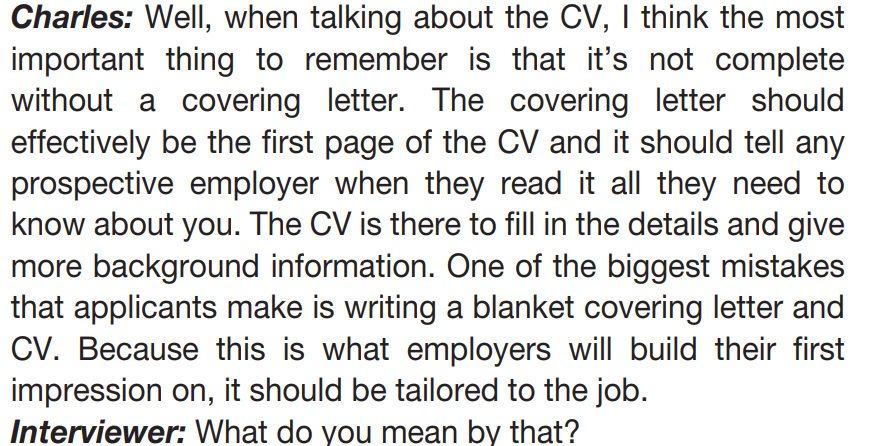 Charles: Well, when talking about the CV, I think the most
important thing to remember is that it's not complete
without a covering letter. The covering letter should
effectively be the first page of the CV and it should tell any
prospective employer when they read it all they need to
know about you. The CV is there to fill in the details and give
more background information. One of the biggest mistakes
that applicants make is writing a blanket covering letter and
CV. Because this is what employers will build their first
impression on, it should be tailored to the job.
Interviewer: What do you mean by that?